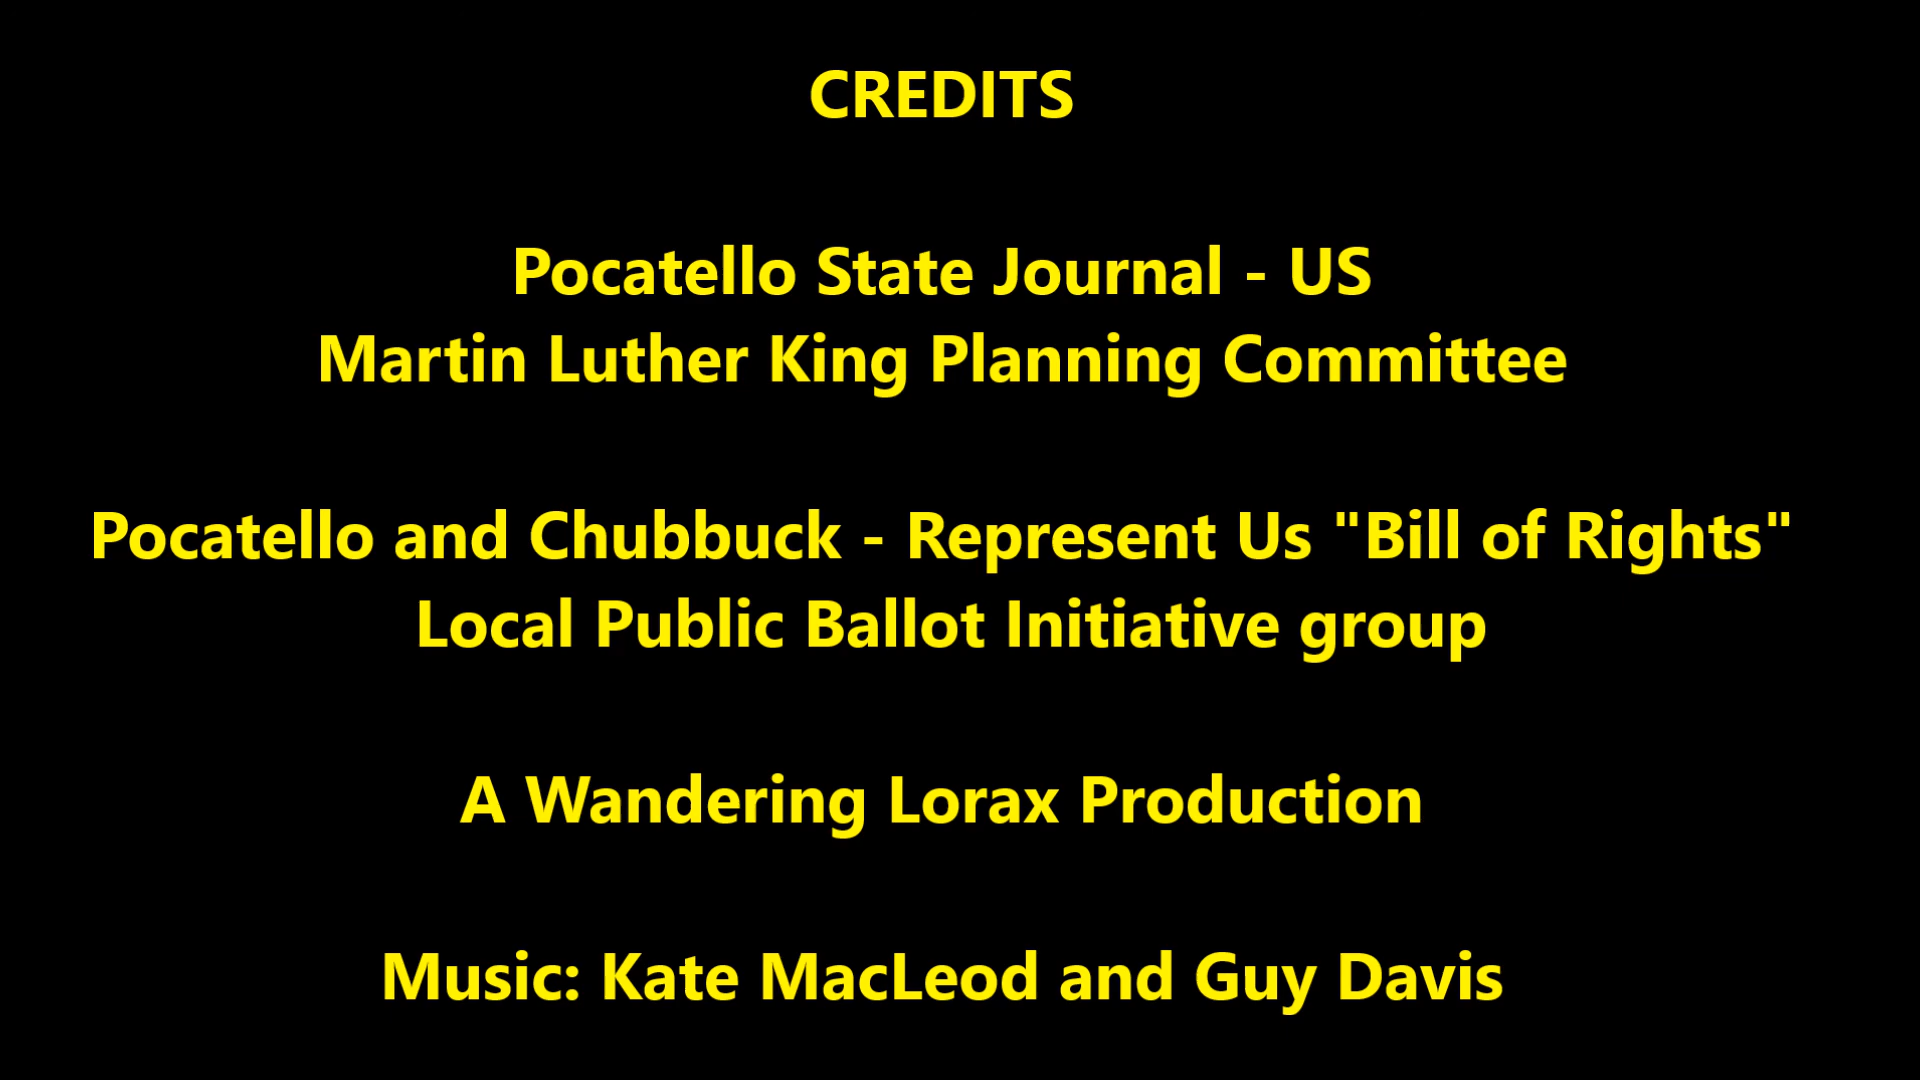 CREDITS
Pocatello State Journal - US
Martin Luther King Planning Committee
Pocatello and Chubbuck - Represent Us "Bill of Rights"
Local Public Ballot Initiative group
A Wandering Lorax Production
Music: Kate MacLeod and Guy Davis